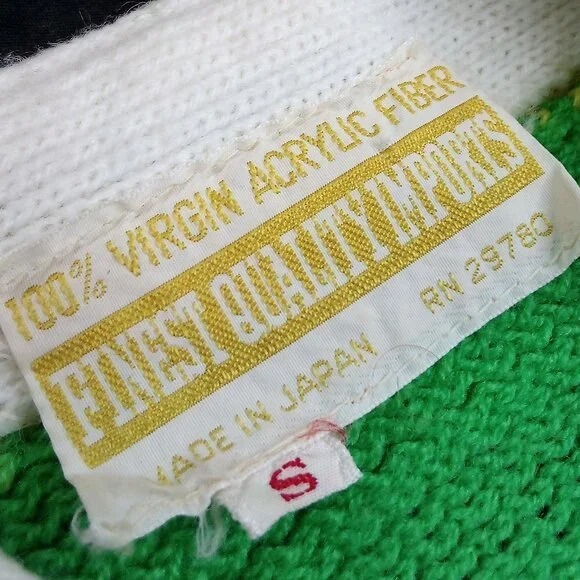 100% VIRGIN ACRYLIC FIBER
FINEST QUALITY IMPORTS
MADE IN JAPAN RN 29780
S